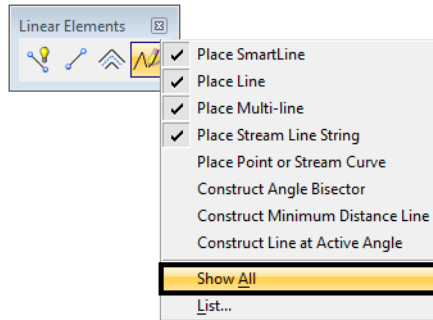 Linear Elements
Place SmartLine
Place Line
Place Multi-line
Place Stream Line String
Place Point or Stream Curve
Construct Angle Bisector
Construct Minimum Distance Line
Construct Line at Active Angle
Show All
List...